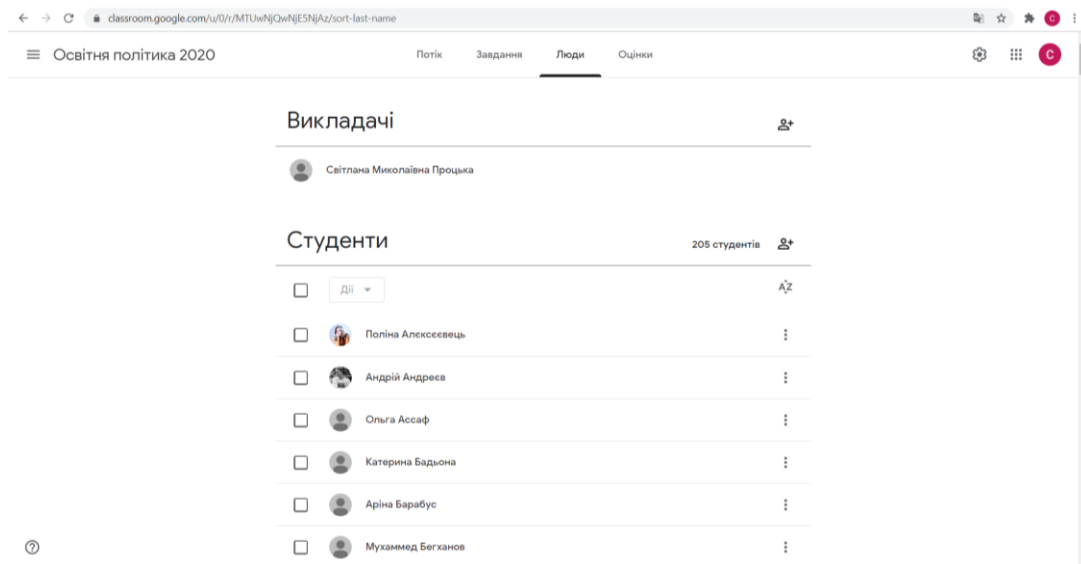 classroom.google.com/u/0/r/MTUwNjQwNjE5NjAz/sort-last-name
C
Освітня політика 2020
Потік Завдання Люди Оцінки
C
Викладачі
Світлана Миколаївна Процька
Студенти
205 студентів
Дії
AZ
Поліна Алєксєєвець
Андрій Андреєв
Ольга Ассаф
Катерина Бадьона
Аріна Барабус
Мухаммед Бегханов